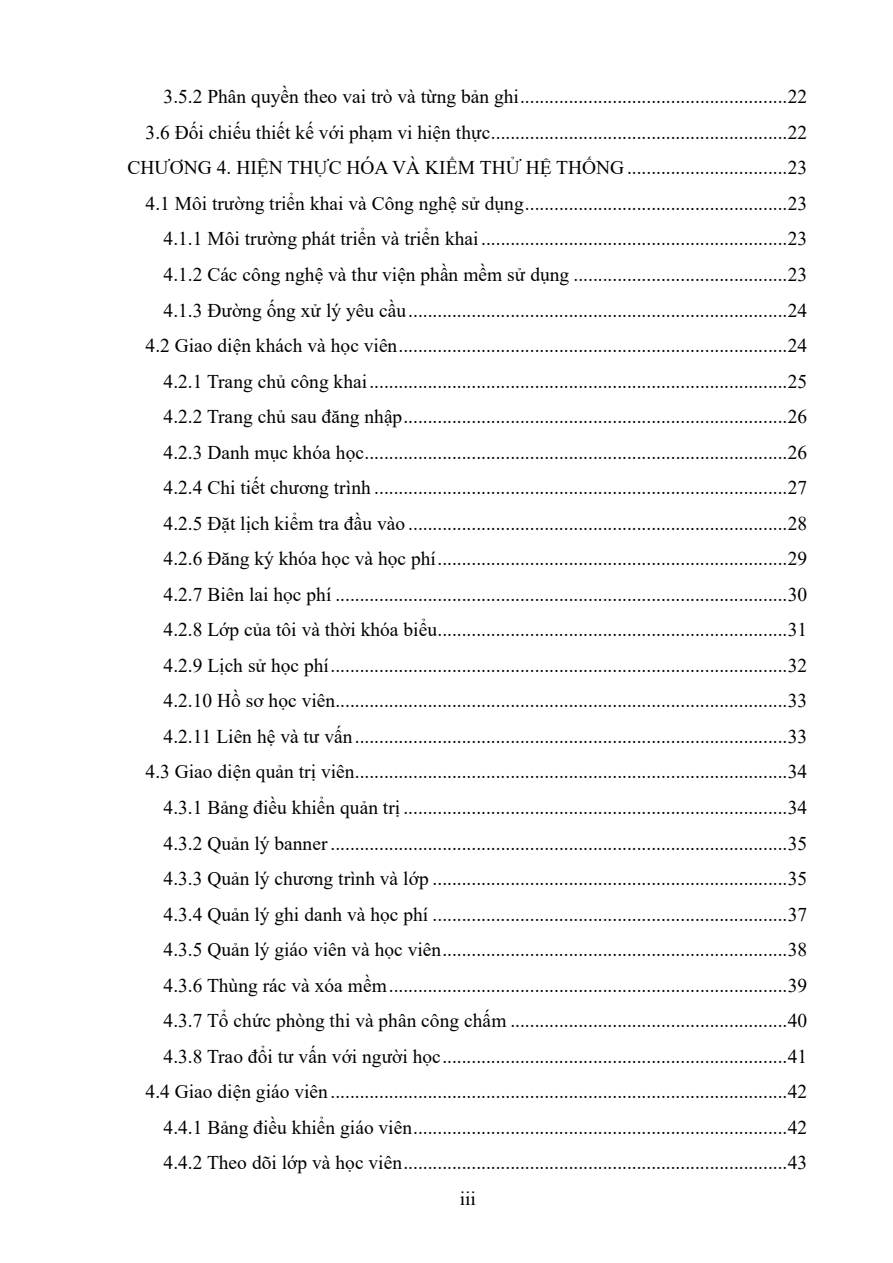 3.5.2 Phân quyền theo vai trò và từng bản ghi.......................................................22
3.6 Đối chiếu thiết kế với phạm vi hiện thực.............................................................22
CHƯƠNG 4. HIỆN THỰC HÓA VÀ KIỂM THỬ HỆ THỐNG .................................23
4.1 Môi trường triển khai và Công nghệ sử dụng......................................................23
4.1.1 Môi trường phát triển và triển khai ...............................................................23
4.1.2 Các công nghệ và thư viện phần mềm sử dụng ............................................23
4.1.3 Đường ống xử lý yêu cầu..............................................................................24
4.2 Giao diện khách và học viên................................................................................24
4.2.1 Trang chủ công khai......................................................................................25
4.2.2 Trang chủ sau đăng nhập...............................................................................26
4.2.3 Danh mục khóa học.......................................................................................26
4.2.4 Chi tiết chương trình .....................................................................................27
4.2.5 Đặt lịch kiểm tra đầu vào ..............................................................................28
4.2.6 Đăng ký khóa học và học phí........................................................................29
4.2.7 Biên lai học phí .............................................................................................30
4.2.8 Lớp của tôi và thời khóa biểu........................................................................31
4.2.9 Lịch sử học phí..............................................................................................32
4.2.10 Hồ sơ học viên.............................................................................................33
4.2.11 Liên hệ và tư vấn.........................................................................................33
4.3 Giao diện quản trị viên.........................................................................................34
4.3.1 Bảng điều khiển quản trị ...............................................................................34
4.3.2 Quản lý banner ..............................................................................................35
4.3.3 Quản lý chương trình và lớp .........................................................................35
4.3.4 Quản lý ghi danh và học phí .........................................................................37
4.3.5 Quản lý giáo viên và học viên.......................................................................38
4.3.6 Thùng rác và xóa mềm..................................................................................39
4.3.7 Tổ chức phòng thi và phân công chấm .........................................................40
4.3.8 Trao đổi tư vấn với người học.......................................................................41
4.4 Giao diện giáo viên ..............................................................................................42
4.4.1 Bảng điều khiển giáo viên.............................................................................42
4.4.2 Theo dõi lớp và học viên...............................................................................43
iii